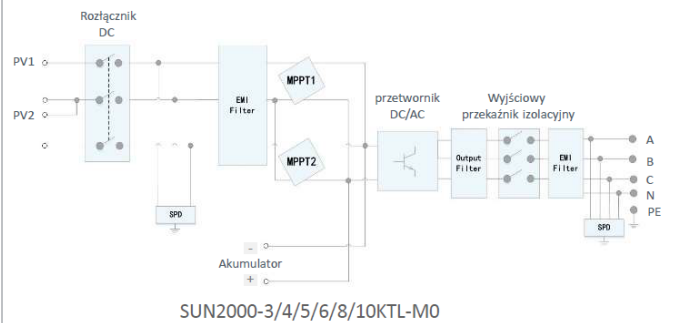 Rozłącznik
DC
PV1
PV2
EMI
Filter
MPPT1
MPPT2
SPD
-
Akumulator
+
przetwornik
DC/AC
Output
Filter
Wyjściowy
przekaźnik izolacyjny
EMI
Filter
A
B
C
N
PE
SPD
SUN2000-3/4/5/6/8/10KTL-M0